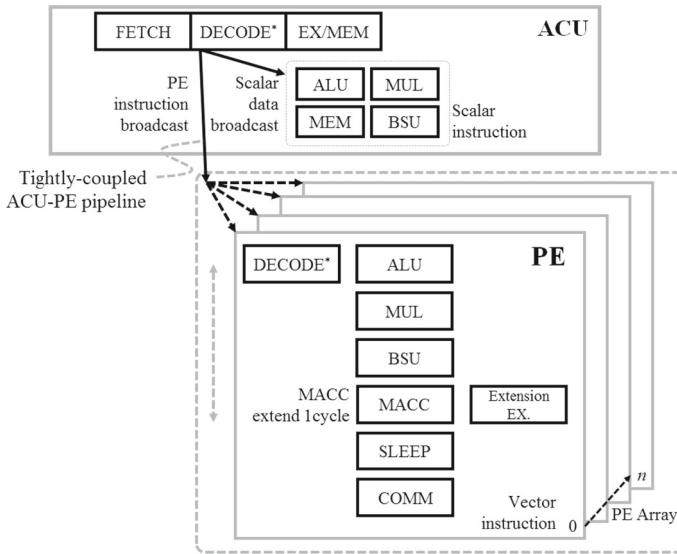 ACU
FETCH
DECODE*
EX/MEM
PE
instruction
broadcast
Scalar
data
broadcast
ALU
MUL
MEM
BSU
Scalar
instruction
Tightly-coupled
ACU-PE pipeline
PE
DECODE*
ALU
MUL
BSU
MACC
extend 1cycle
MACC
Extension
EX.
SLEEP
COMM
Vector
instruction
0
n
PE Array